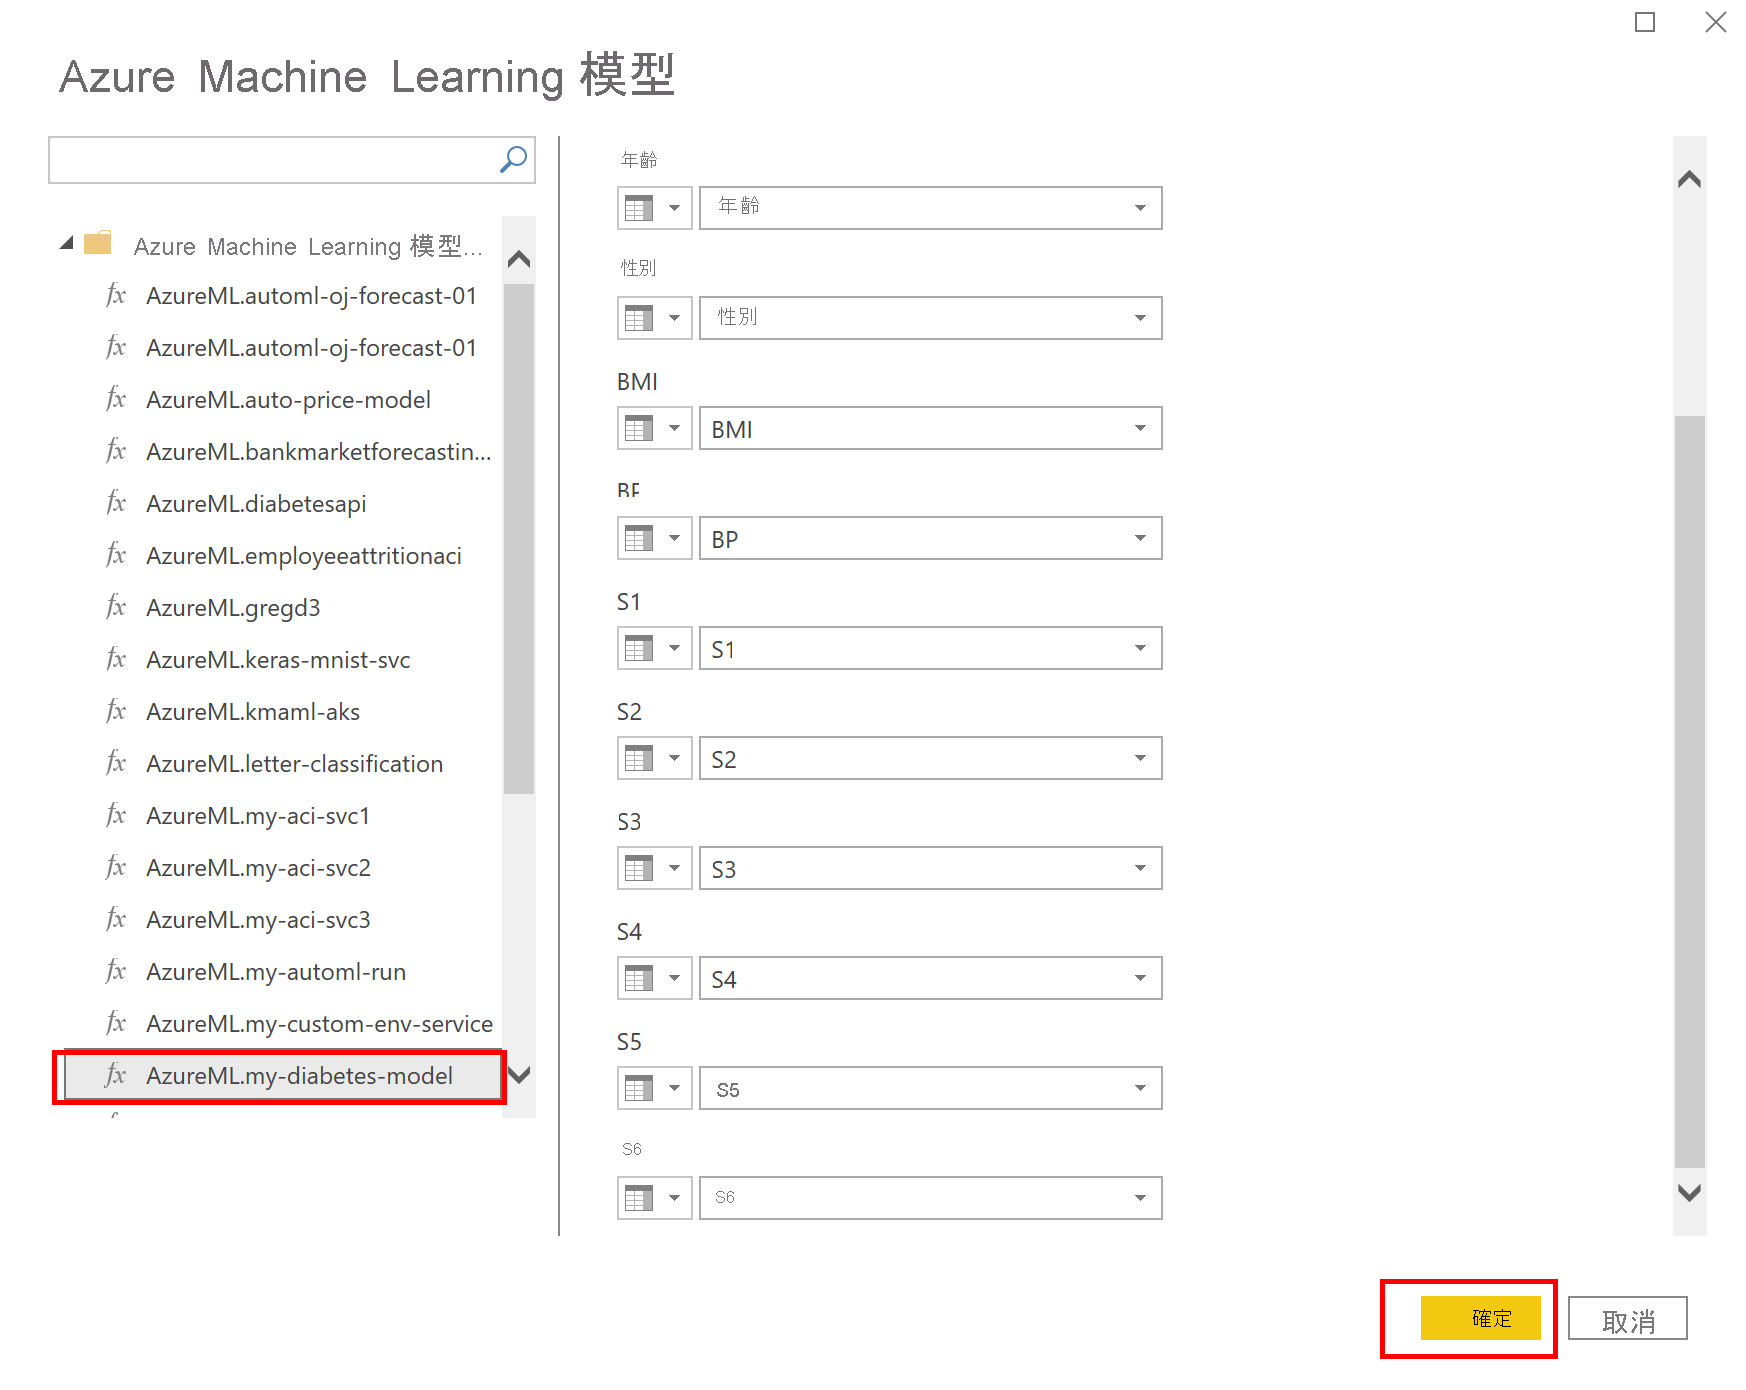 Azure Machine Learning 模型
Azure Machine Learning 模型...
fx AzureML.automl-oj-forecast-01
fx AzureML.automl-oj-forecast-01
fx AzureML.auto-price-model
fx AzureML.bankmarketforecastin...
fx AzureML.diabetesapi
fx AzureML.employeeattritionaci
fx AzureML.gregd3
fx AzureML.keras-mnist-svc
fx AzureML.kmaml-aks
fx AzureML.letter-classification
fx AzureML.my-aci-svc1
fx AzureML.my-aci-svc2
fx AzureML.my-aci-svc3
fx AzureML.my-automl-run
fx AzureML.my-custom-env-service
fx AzureML.my-diabetes-model
年齡
年齡
性別
性別
BMI
BMI
BP
BP
S1
S1
S2
S2
S3
S3
S4
S4
S5
S5
S6
S6
確定
取消